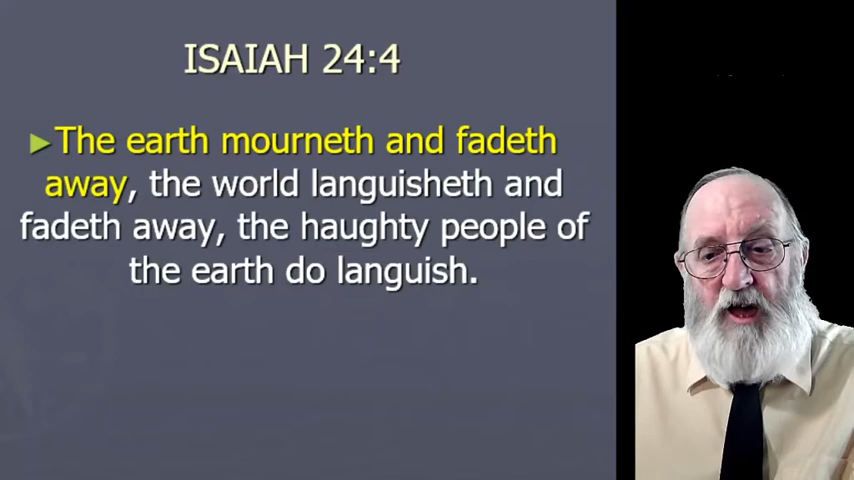 ISAIAH 24:4
►The earth mourneth and fadeth
away, the world languisheth and
fadeth away, the haughty people of
the earth do languish.